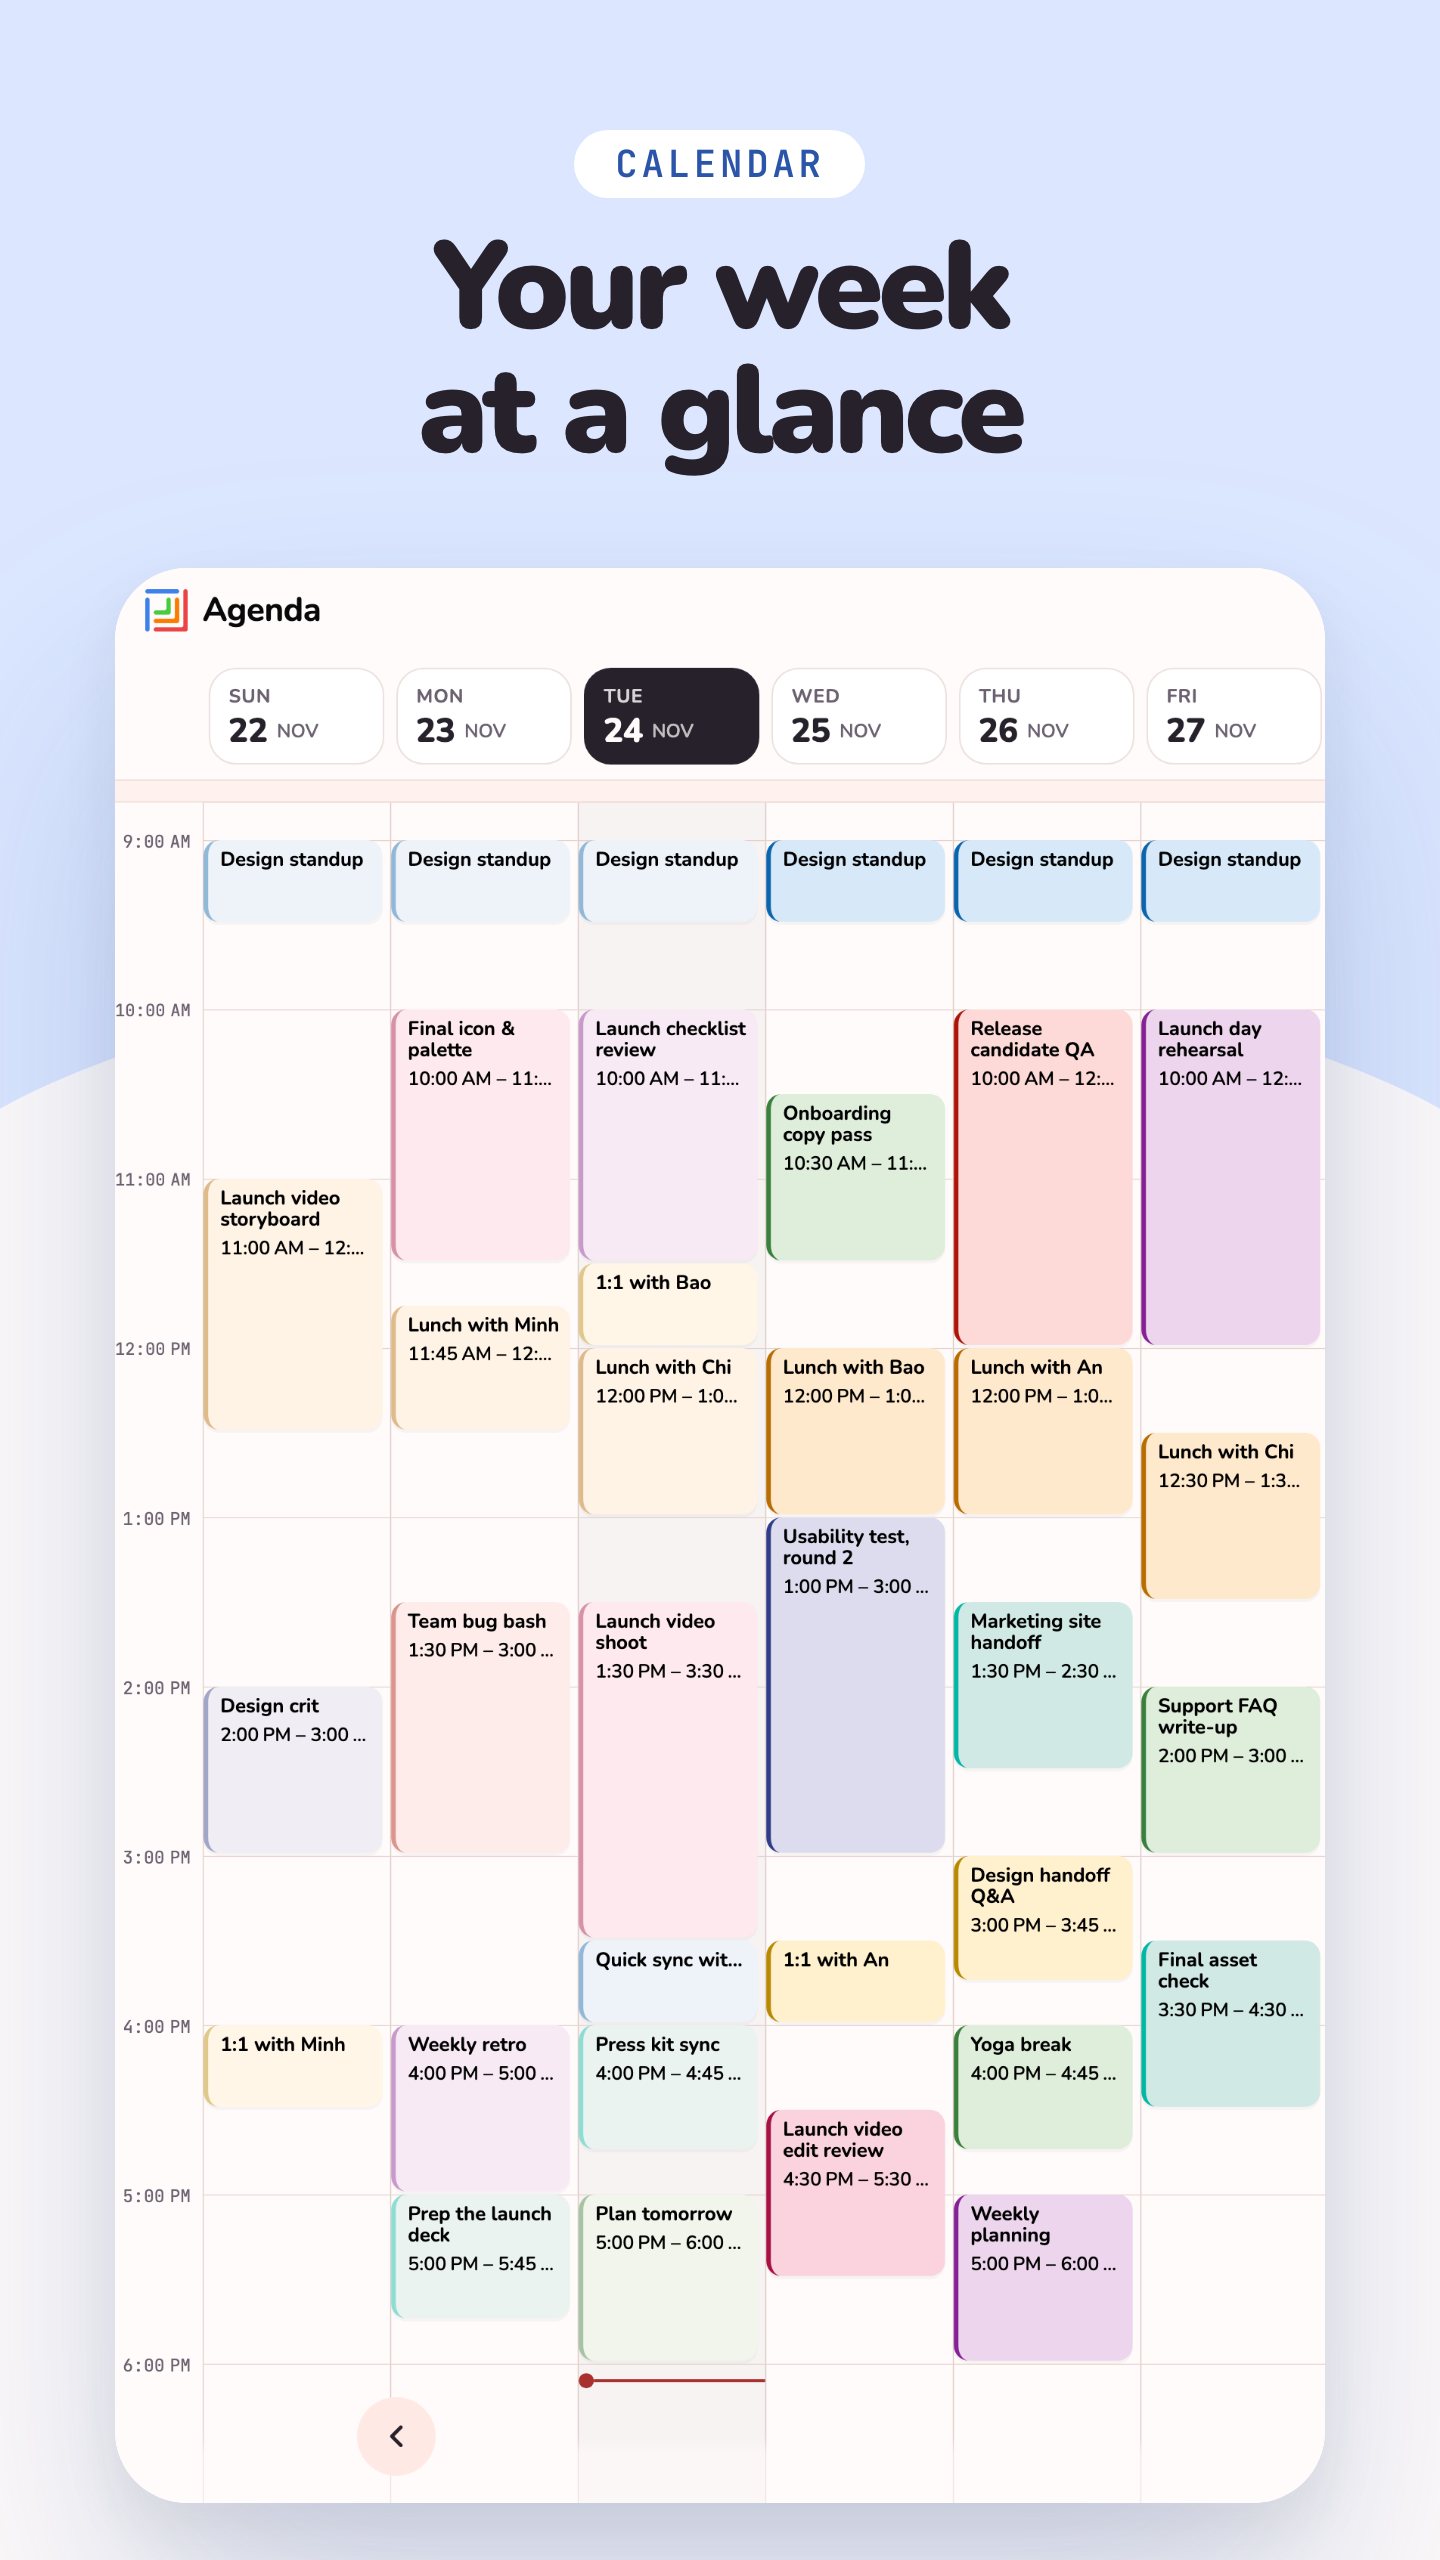 CALENDAR
Your week
at a glance
Agenda
SUN
22 NOV
MON
23 NOV
TUE
24 NOV
WED
25 NOV
THU
26 NOV
FRI
27 NOV
9:00 AM
10:00 AM
11:00 AM
12:00 PM
1:00 PM
2:00 PM
3:00 PM
4:00 PM
5:00 PM
6:00 PM
Design standup
Launch video
storyboard
11:00 AM – 12:...
Design crit
2:00 PM – 3:00 ...
1:1 with Minh
Design standup
Final icon &
palette
10:00 AM – 11:...
Lunch with Minh
11:45 AM – 12:...
Team bug bash
1:30 PM – 3:00 ...
Weekly retro
4:00 PM – 5:00 ...
Prep the launch
deck
5:00 PM – 5:45 ...
Design standup
Launch checklist
review
10:00 AM – 11:...
1:1 with Bao
Lunch with Chi
12:00 PM – 1:0...
Launch video
shoot
1:30 PM – 3:30 ...
Quick sync wit...
Press kit sync
4:00 PM – 4:45 ...
Plan tomorrow
5:00 PM – 6:00 ...
Design standup
Onboarding
copy pass
10:30 AM – 11:...
Lunch with Bao
12:00 PM – 1:0...
Usability test,
round 2
1:00 PM – 3:00 ...
1:1 with An
Launch video
edit review
4:30 PM – 5:30 ...
Design standup
Release
candidate QA
10:00 AM – 12:...
Lunch with An
12:00 PM – 1:0...
Marketing site
handoff
1:30 PM – 2:30 ...
Design handoff
Q&A
3:00 PM – 3:45 ...
Yoga break
4:00 PM – 4:45 ...
Weekly
planning
5:00 PM – 6:00 ...
Design standup
Launch day
rehearsal
10:00 AM – 12:...
Lunch with Chi
12:30 PM – 1:3...
Support FAQ
write-up
2:00 PM – 3:00 ...
Final asset
check
3:30 PM – 4:30 ...